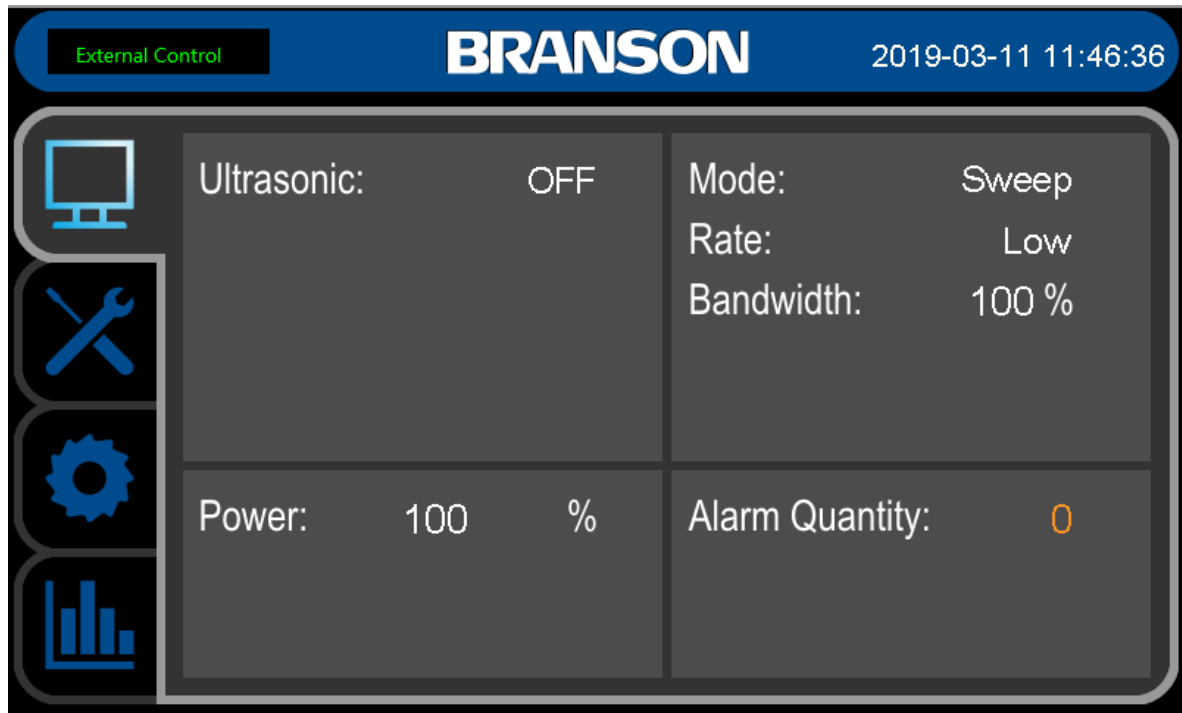 External Control
BRANSON
2019-03-11 11:46:36
Ultrasonic: OFF
Mode: Sweep
Rate: Low
Bandwidth: 100 %
Power: 100 %
Alarm Quantity: 0